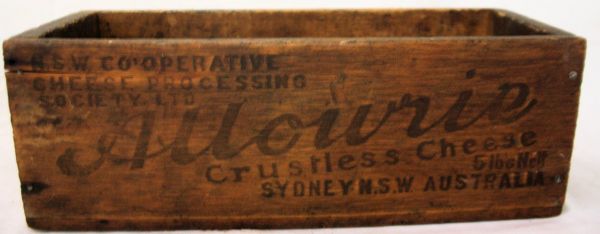 N.S.W. CO'OPERATIVE
CHEESE PROCESSING
SOCIETY. LTD
Allowrie
Crustless Cheese
5 lbs Nett
SYDNEY N.S.W AUSTRALIA.